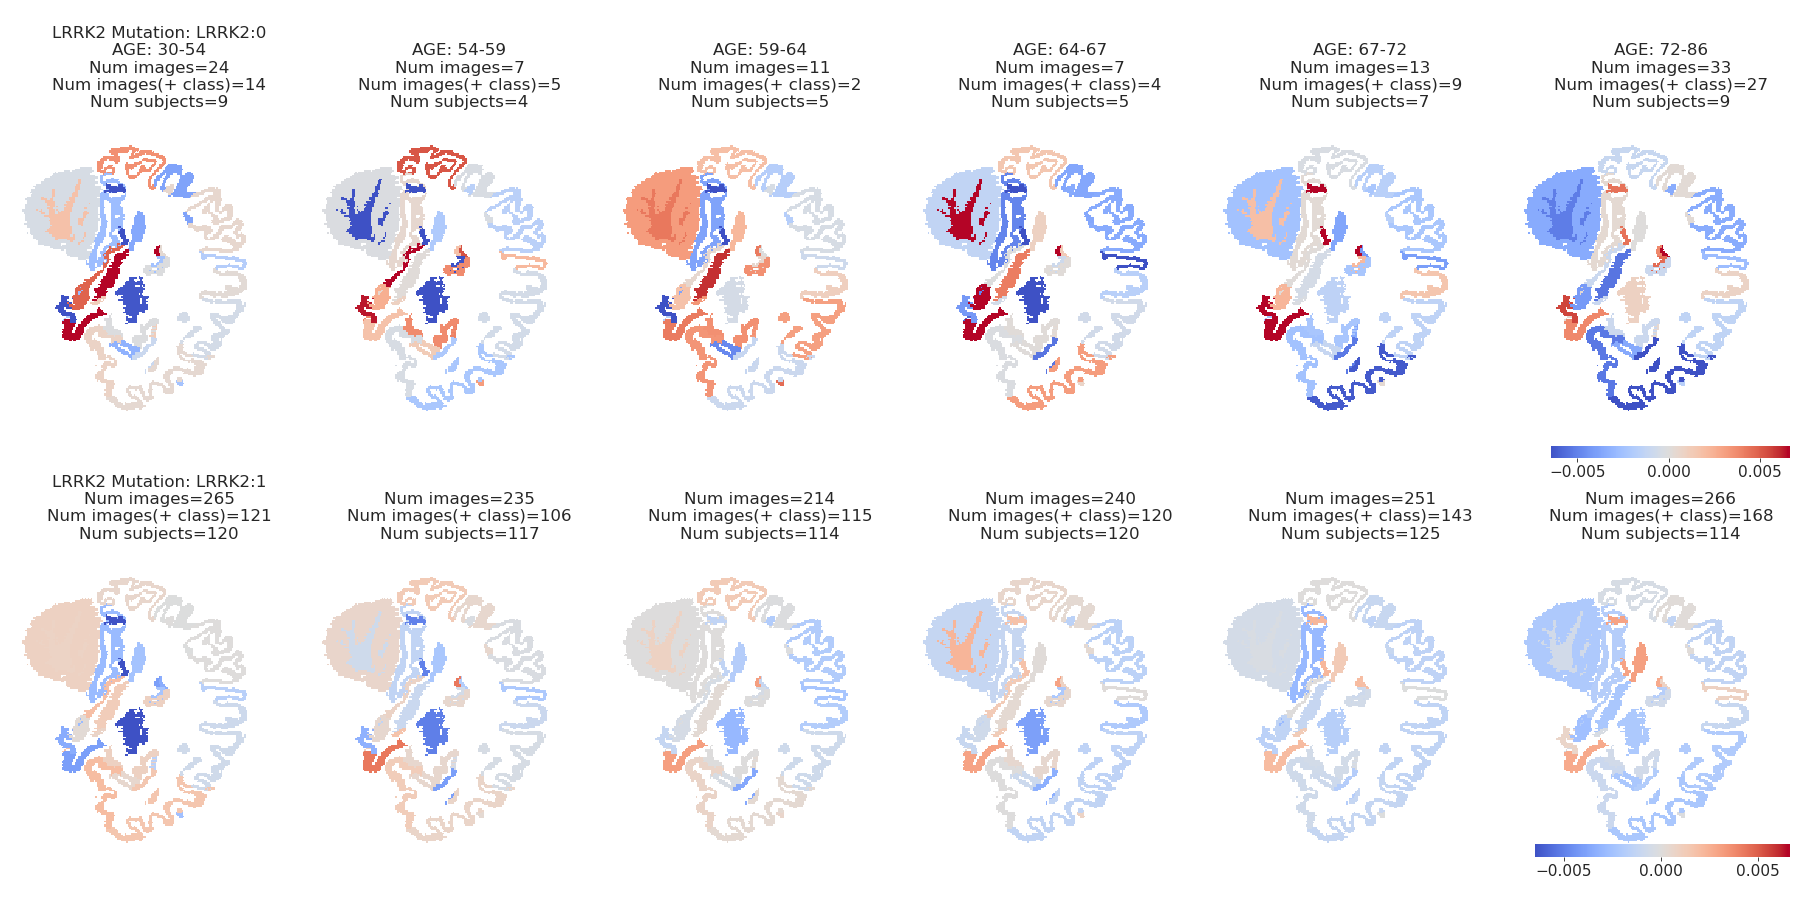 LRRK2 Mutation: LRRK2:0
AGE: 30-54
Num images=24
Num images(+ class)=14
Num subjects=9
AGE: 54-59
Num images=7
Num images(+ class)=5
Num subjects=4
AGE: 59-64
Num images=11
Num images(+ class)=2
Num subjects=5
AGE: 64-67
Num images=7
Num images(+ class)=4
Num subjects=5
AGE: 67-72
Num images=13
Num images(+ class)=9
Num subjects=7
AGE: 72-86
Num images=33
Num images(+ class)=27
Num subjects=9
−0.005 0.000 0.005
LRRK2 Mutation: LRRK2:1
Num images=265
Num images(+ class)=121
Num subjects=120
Num images=235
Num images(+ class)=106
Num subjects=117
Num images=214
Num images(+ class)=115
Num subjects=114
Num images=240
Num images(+ class)=120
Num subjects=120
Num images=251
Num images(+ class)=143
Num subjects=125
Num images=266
Num images(+ class)=168
Num subjects=114
−0.005 0.000 0.005